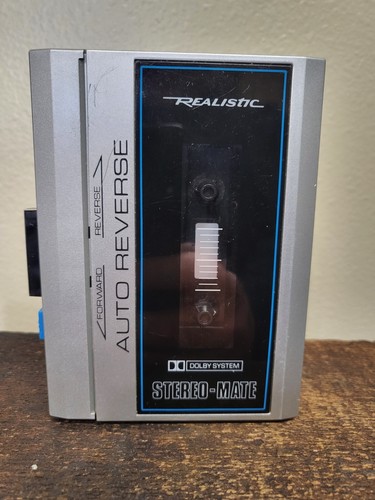 REALISTIC
REVERSE
FORWARD
AUTO REVERSE
DOLBY SYSTEM
STEREO-MATE